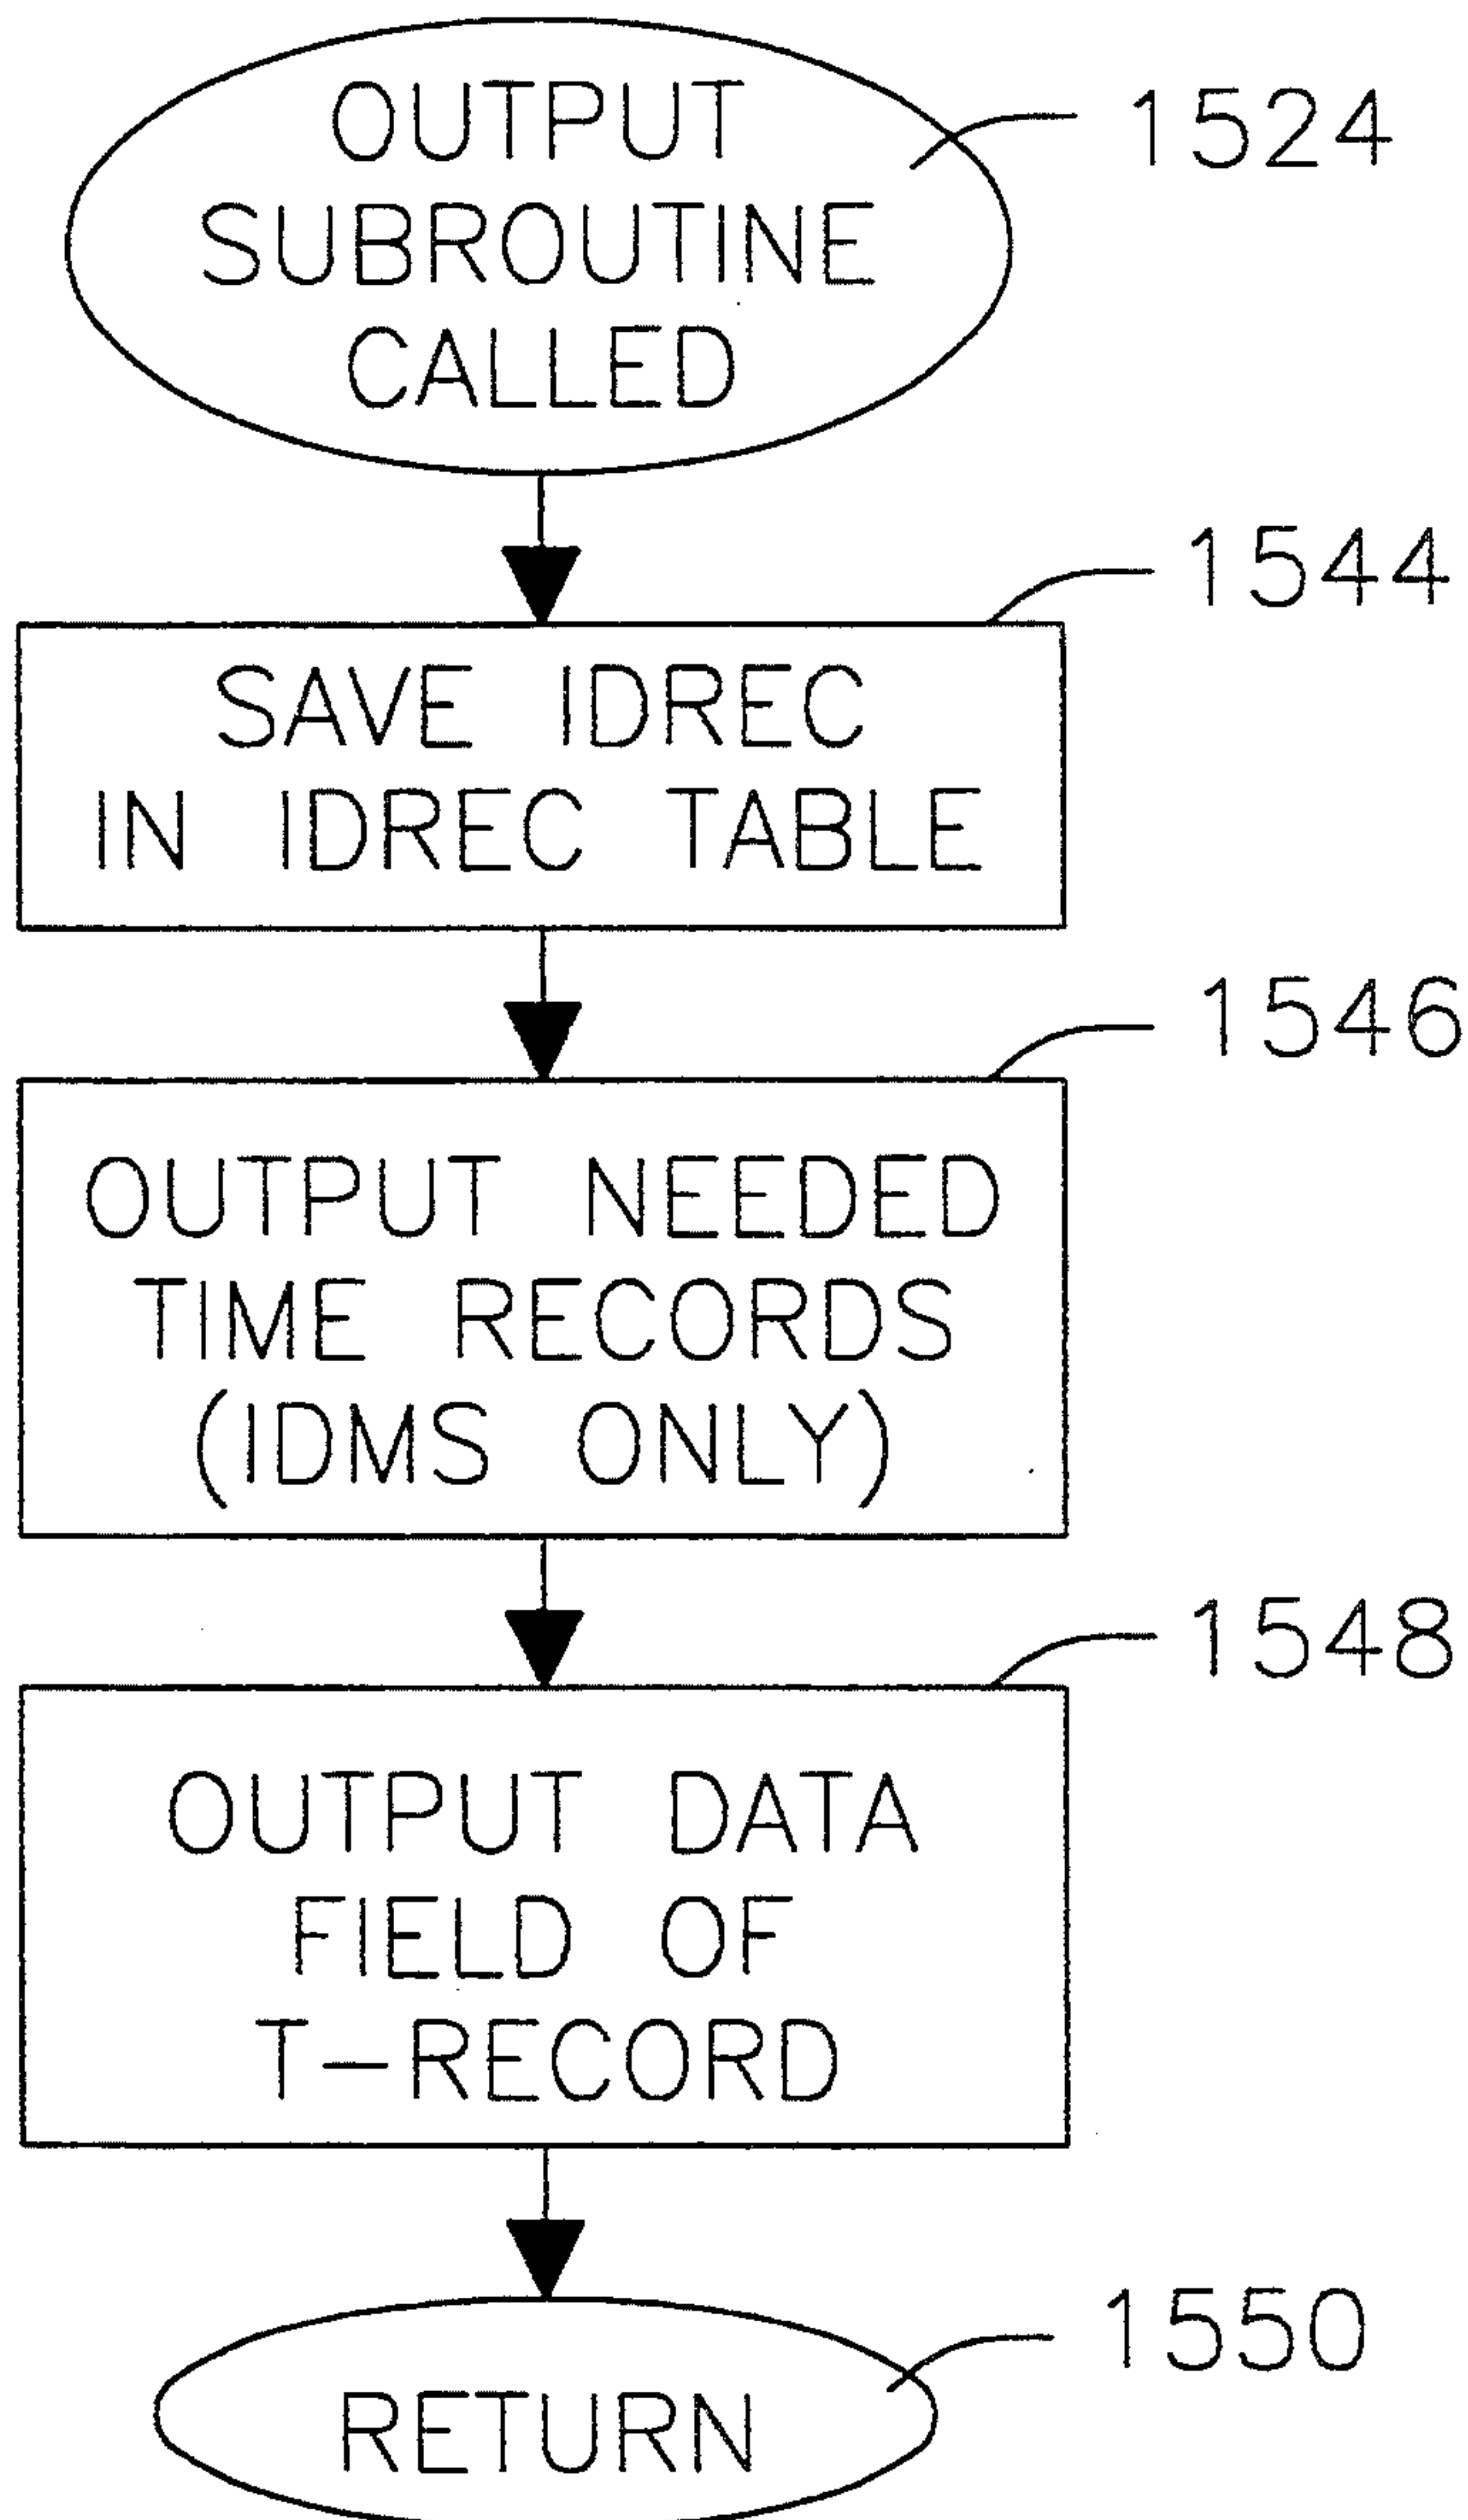 OUTPUT
SUBROUTINE
CALLED
1524
1544
SAVE IDREC
IN IDREC TABLE
1546
OUTPUT NEEDED
TIME RECORDS
(IDMS ONLY)
1548
OUTPUT DATA
FIELD OF
T-RECORD
1550
RETURN